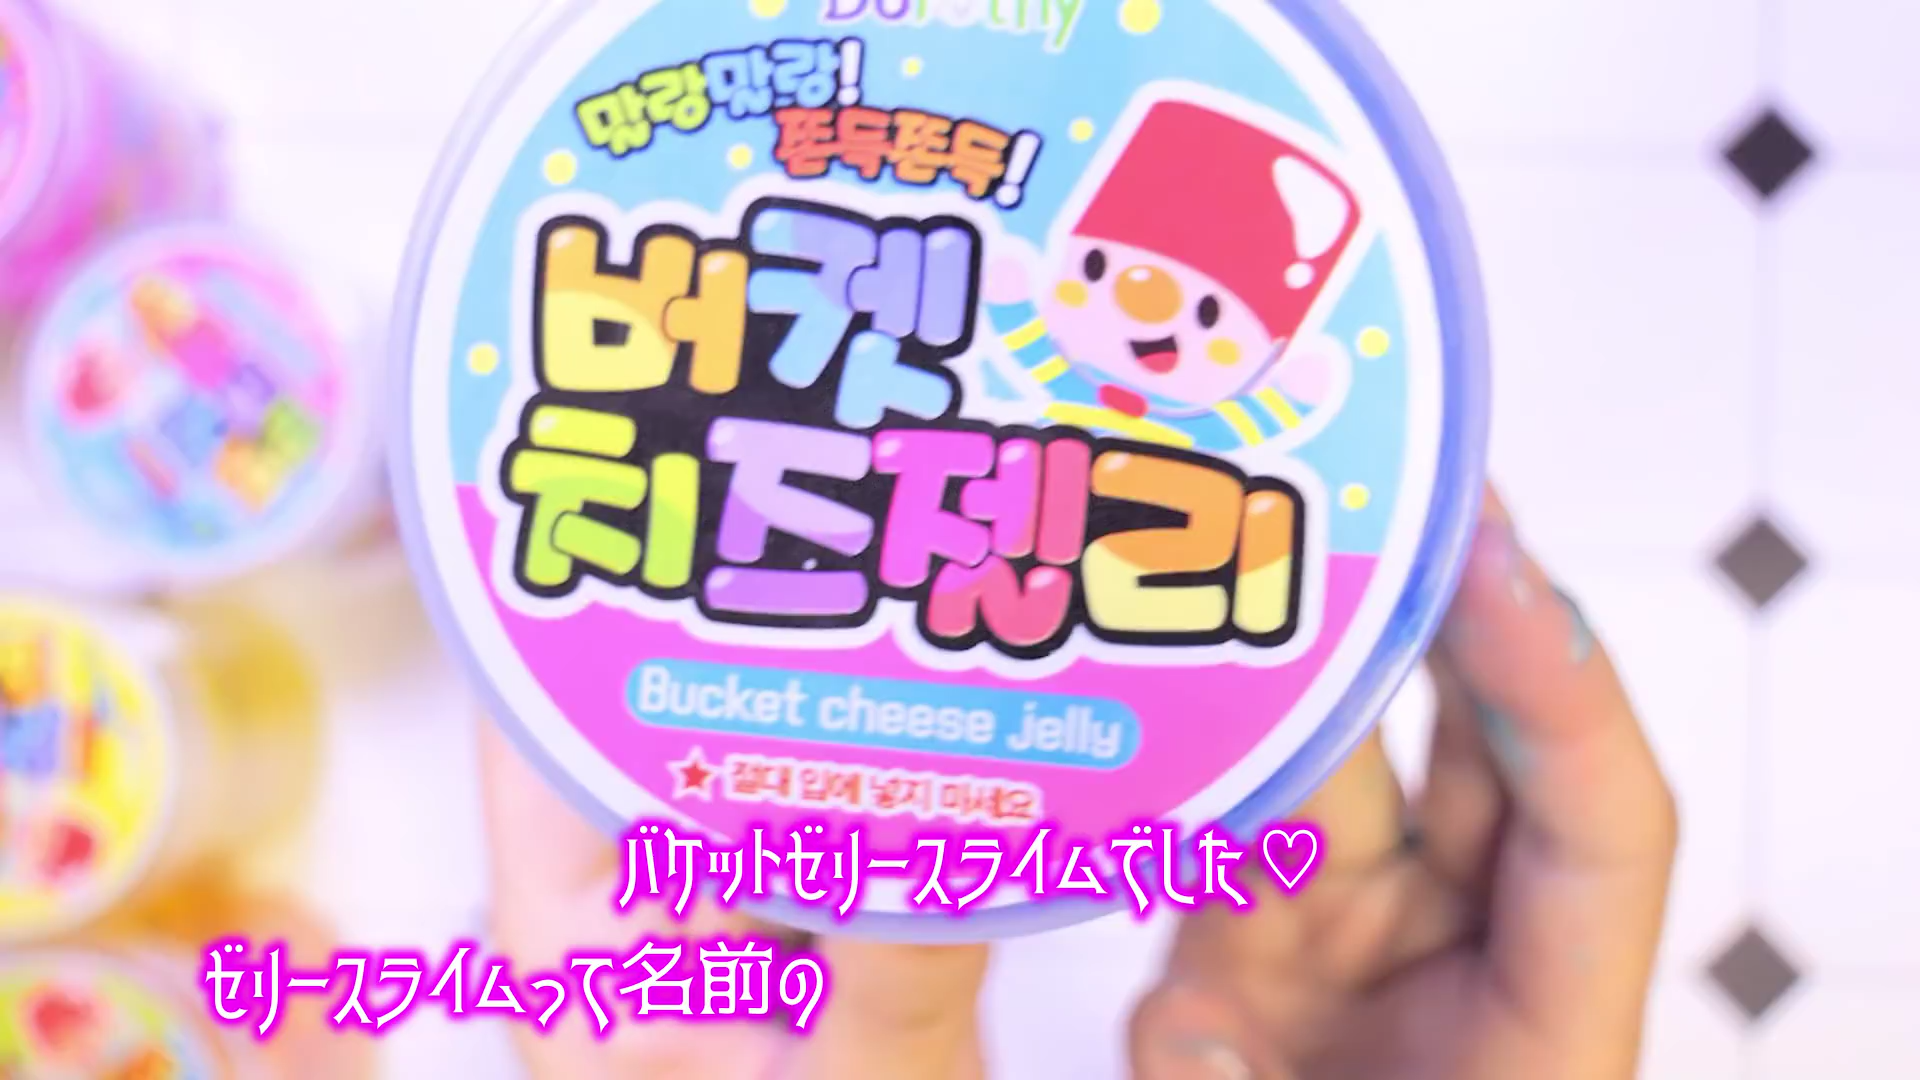 Dorothy
말랑말랑!
쫀득쫀득!
버킷
치즈젤리
Bucket cheese jelly
★ 절대 입에 넣지 마세요
バケットゼリースライムでした♡
ゼリースライムって名前の